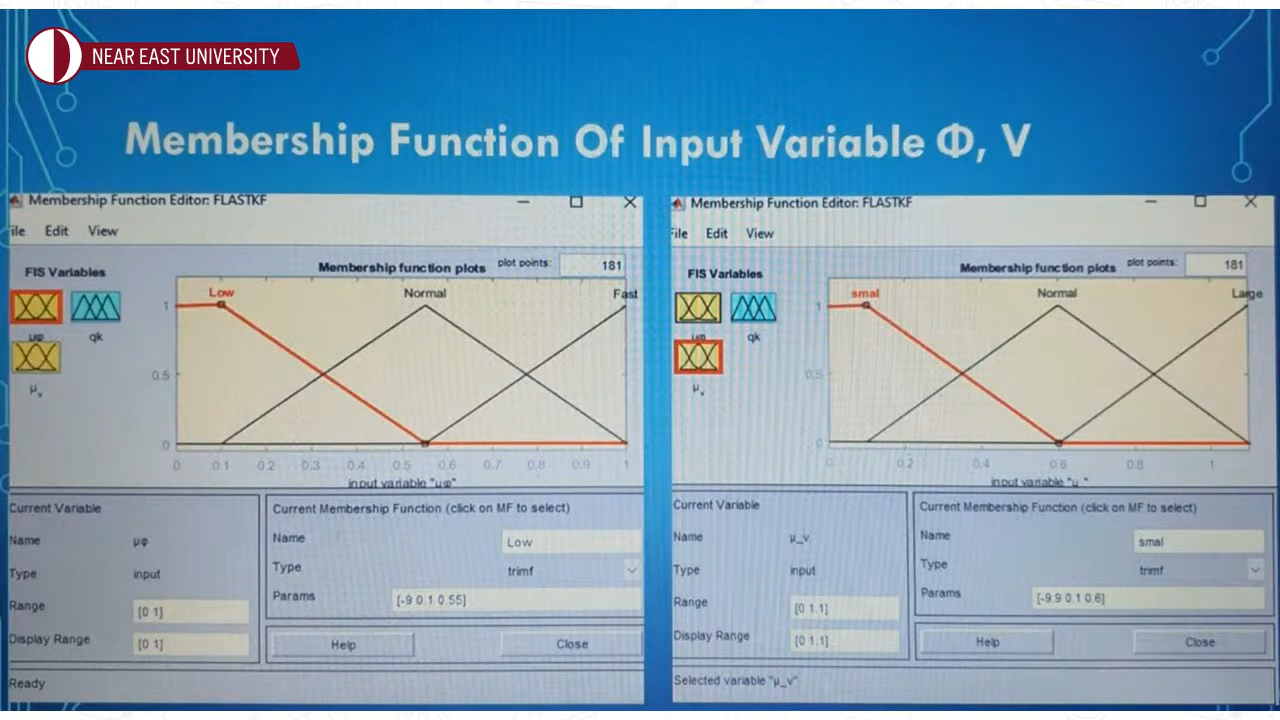 NEAR EAST UNIVERSITY
Membership Function Of Input Variable Φ, V
Membership Function Editor: FLASTKF
ile Edit View
FIS Variables
Membership function plots plot points: 181
Low Normal Fast
qk
μφ
μv
1
0.5
0
0 0.1 0.2 0.3 0.4 0.5 0.6 0.7 0.8 0.9 1
input variable "μφ"
Current Variable
Name μφ
Type input
Range [0 1]
Display Range [0 1]
Current Membership Function (click on MF to select)
Name Low
Type trimf
Params [-9 0.1 0.55]
Help Close
Ready
Membership Function Editor: FLASTKF
File Edit View
FIS Variables
Membership function plots plot points: 181
smal Normal Large
qk
μφ
μv
1
0.5
0
0 0.2 0.4 0.6 0.8 1
input variable "μ "
Current Variable
Name μ_v
Type input
Range [0 1.1]
Display Range [0 1.1]
Current Membership Function (click on MF to select)
Name smal
Type trimf
Params [-9.9 0.1 0.6]
Help Close
Selected variable "μ_v"